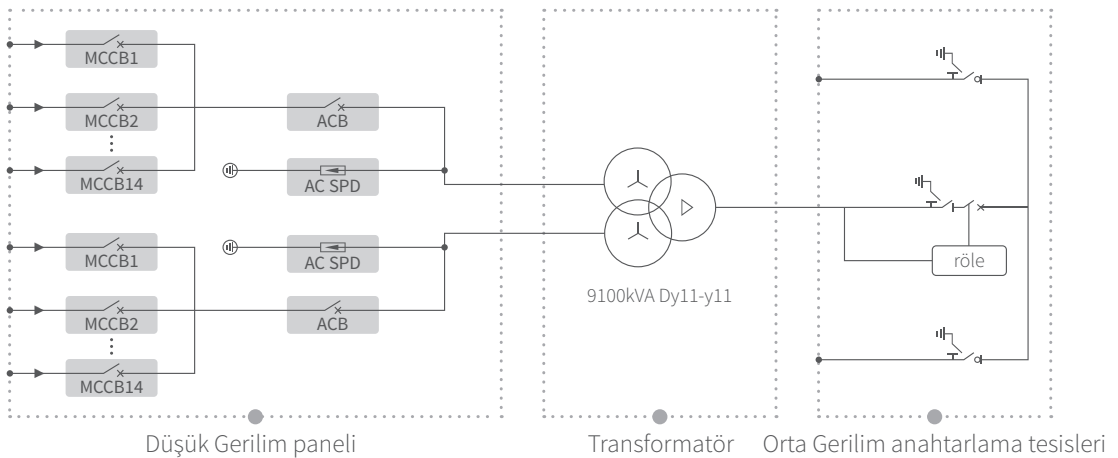 MCCB1
MCCB2
ACB
MCCB14
AC SPD
MCCB1
AC SPD
MCCB2
ACB
MCCB14
9100kVA Dy11-y11
röle
Düşük Gerilim paneli
Transformatör
Orta Gerilim anahtarlama tesisleri